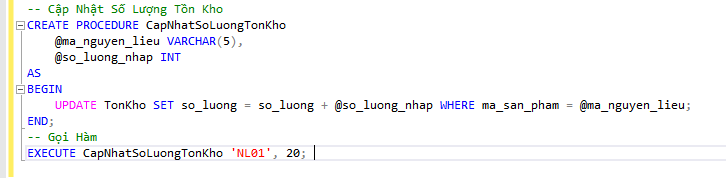 -- Cập Nhật Số Lượng Tồn Kho
CREATE PROCEDURE CapNhatSoLuongTonKho
    @ma_nguyen_lieu VARCHAR(5),
    @so_luong_nhap INT
AS
BEGIN
    UPDATE TonKho SET so_luong = so_luong + @so_luong_nhap WHERE ma_san_pham = @ma_nguyen_lieu;
END;
-- Gọi Hàm
EXECUTE CapNhatSoLuongTonKho 'NL01', 20;